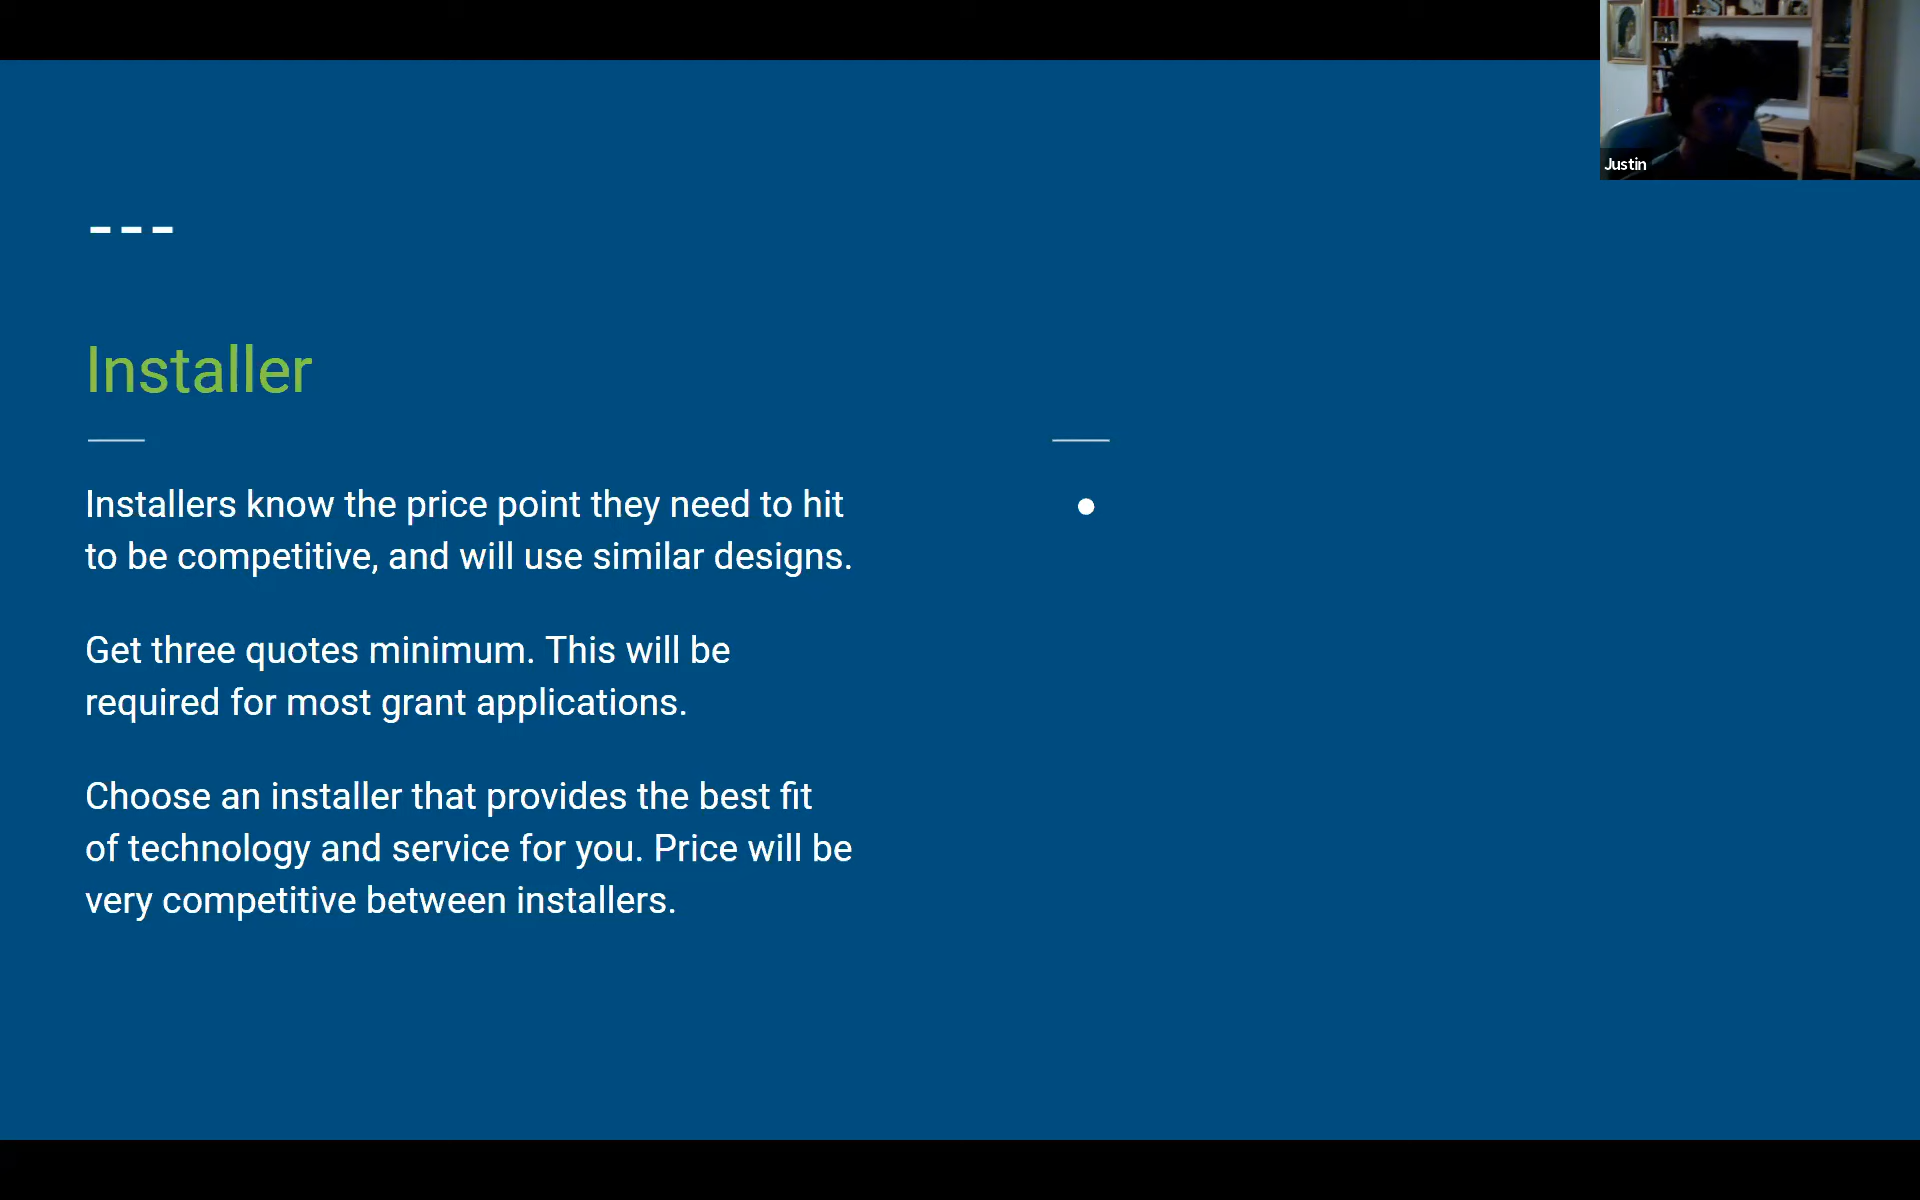 ---
Installer
Installers know the price point they need to hit
to be competitive, and will use similar designs.
Get three quotes minimum. This will be
required for most grant applications.
Choose an installer that provides the best fit
of technology and service for you. Price will be
very competitive between installers.
•
Justin